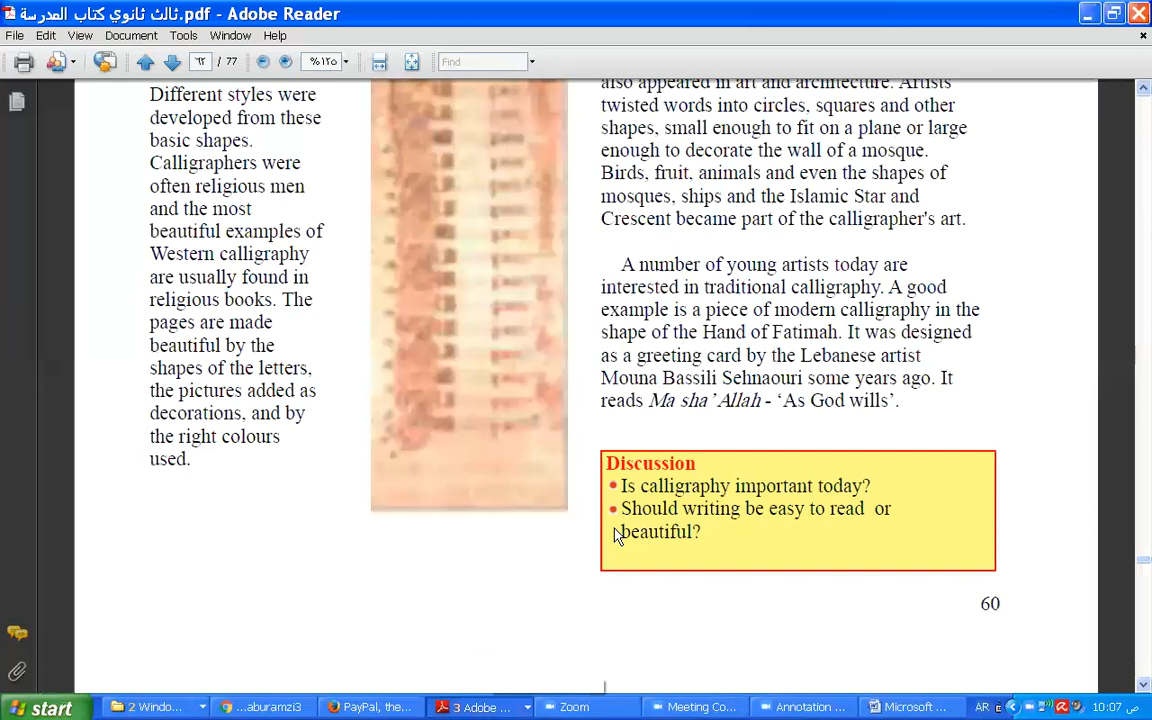 ثالث ثانوي كتاب المدرسة.pdf - Adobe Reader
File Edit View Document Tools Window Help
٦٢ / 77 %١٢٥ Find
Different styles were
developed from these
basic shapes.
Calligraphers were
often religious men
and the most
beautiful examples of
Western calligraphy
are usually found in
religious books. The
pages are made
beautiful by the
shapes of the letters,
the pictures added as
decorations, and by
the right colours
used.
also appeared in art and architecture. Artists
twisted words into circles, squares and other
shapes, small enough to fit on a plane or large
enough to decorate the wall of a mosque.
Birds, fruit, animals and even the shapes of
mosques, ships and the Islamic Star and
Crescent became part of the calligrapher's art.
A number of young artists today are
interested in traditional calligraphy. A good
example is a piece of modern calligraphy in the
shape of the Hand of Fatimah. It was designed
as a greeting card by the Lebanese artist
Mouna Bassili Sehnaouri some years ago. It
reads Ma sha' Allah - ‘As God wills’.
Discussion
• Is calligraphy important today?
• Should writing be easy to read or
beautiful?
60
start 2 Windo... ..aburamzi3 PayPal, the... 3 Adobe ... Zoom Meeting Co... Annotation ... Microsoft ... AR 10:07 ص